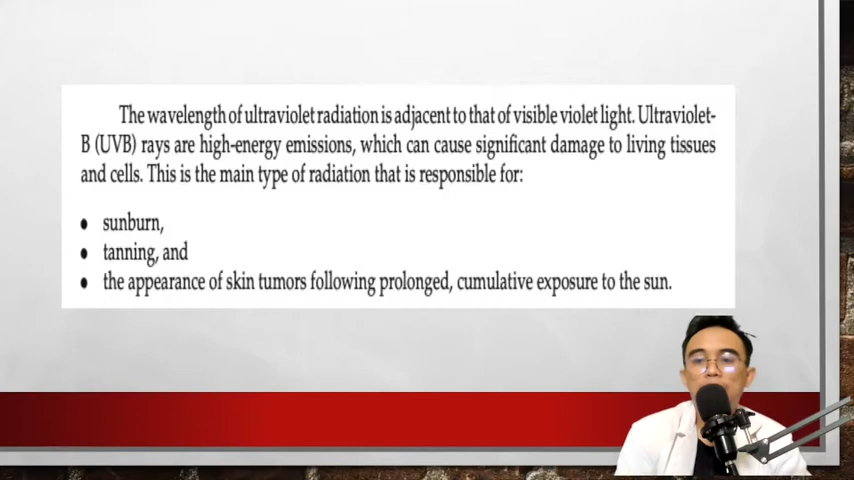 The wavelength of ultraviolet radiation is adjacent to that of visible violet light. Ultraviolet-
B (UVB) rays are high-energy emissions, which can cause significant damage to living tissues
and cells. This is the main type of radiation that is responsible for:
• sunburn,
• tanning, and
• the appearance of skin tumors following prolonged, cumulative exposure to the sun.